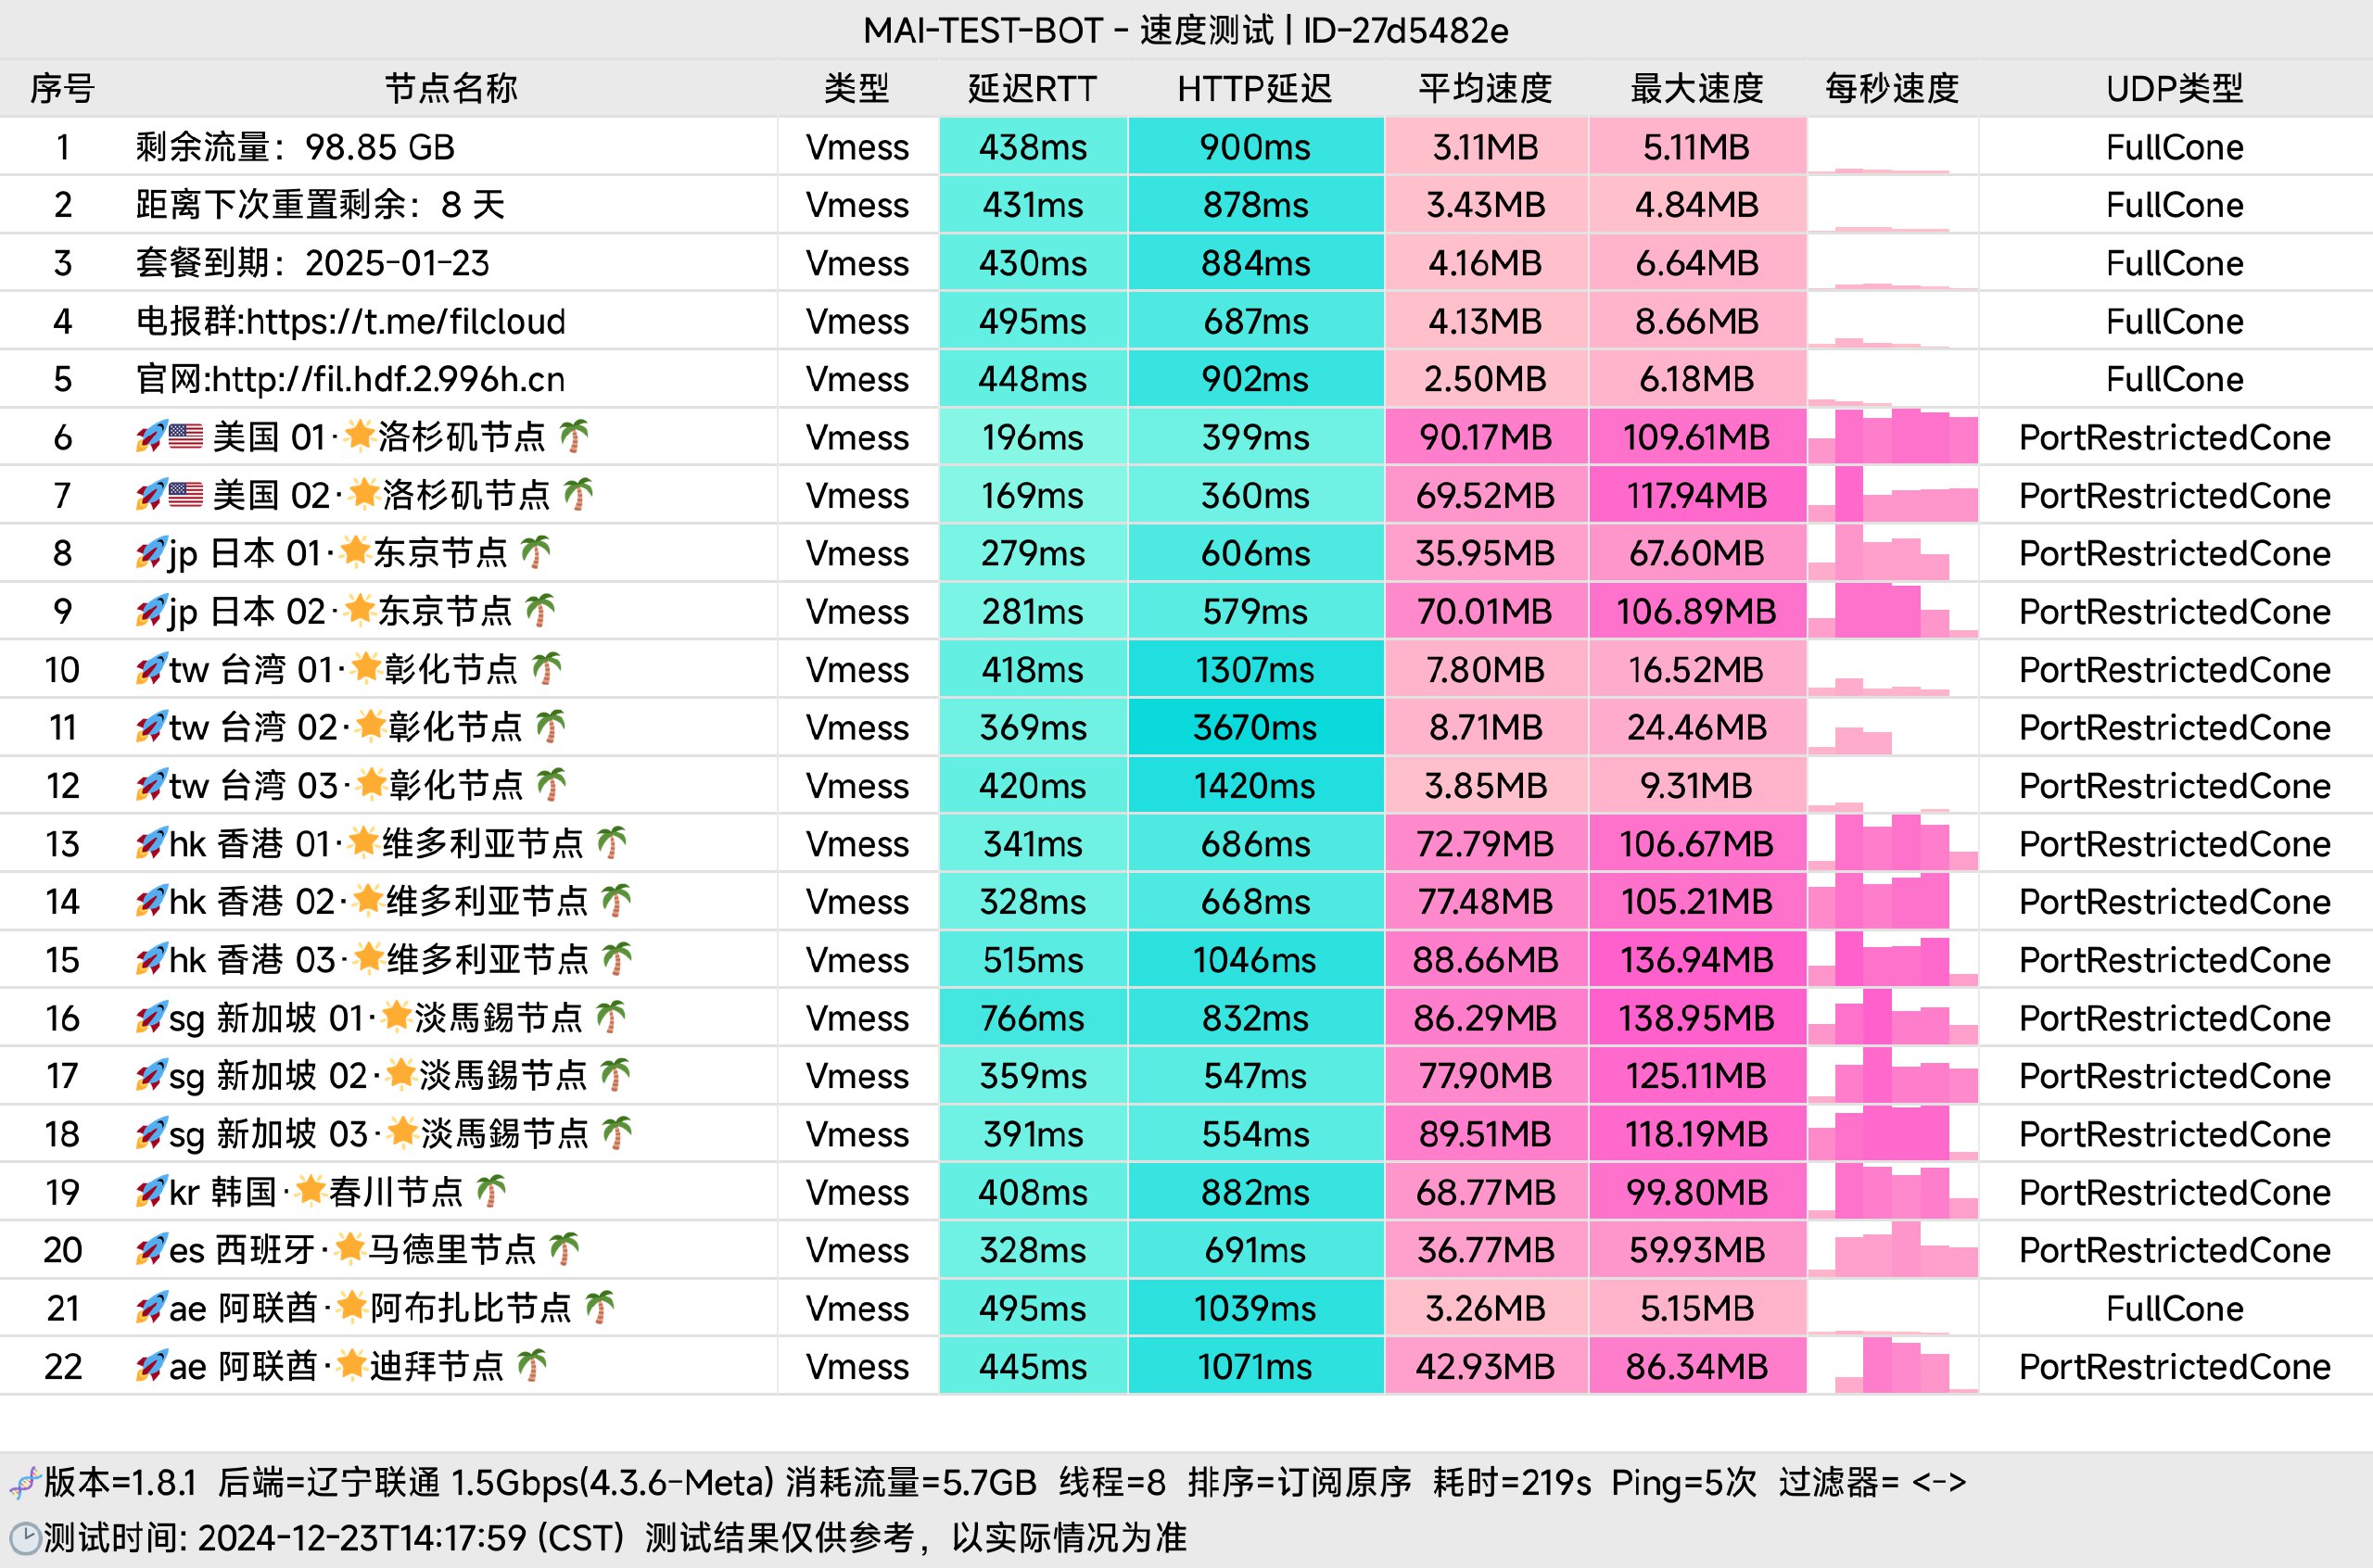 MAI-TEST-BOT - 速度测试 | ID-27d5482e
序号 节点名称 类型 延迟RTT HTTP延迟 平均速度 最大速度 每秒速度 UDP类型
1 剩余流量：98.85 GB Vmess 438ms 900ms 3.11MB 5.11MB FullCone
2 距离下次重置剩余：8 天 Vmess 431ms 878ms 3.43MB 4.84MB FullCone
3 套餐到期：2025-01-23 Vmess 430ms 884ms 4.16MB 6.64MB FullCone
4 电报群:https://t.me/filcloud Vmess 495ms 687ms 4.13MB 8.66MB FullCone
5 官网:http://fil.hdf.2.996h.cn Vmess 448ms 902ms 2.50MB 6.18MB FullCone
6 🚀🇺🇸 美国 01·🌟洛杉矶节点 🌴 Vmess 196ms 399ms 90.17MB 109.61MB PortRestrictedCone
7 🚀🇺🇸 美国 02·🌟洛杉矶节点 🌴 Vmess 169ms 360ms 69.52MB 117.94MB PortRestrictedCone
8 🚀jp 日本 01·🌟东京节点 🌴 Vmess 279ms 606ms 35.95MB 67.60MB PortRestrictedCone
9 🚀jp 日本 02·🌟东京节点 🌴 Vmess 281ms 579ms 70.01MB 106.89MB PortRestrictedCone
10 🚀tw 台湾 01·🌟彰化节点 🌴 Vmess 418ms 1307ms 7.80MB 16.52MB PortRestrictedCone
11 🚀tw 台湾 02·🌟彰化节点 🌴 Vmess 369ms 3670ms 8.71MB 24.46MB PortRestrictedCone
12 🚀tw 台湾 03·🌟彰化节点 🌴 Vmess 420ms 1420ms 3.85MB 9.31MB PortRestrictedCone
13 🚀hk 香港 01·🌟维多利亚节点 🌴 Vmess 341ms 686ms 72.79MB 106.67MB PortRestrictedCone
14 🚀hk 香港 02·🌟维多利亚节点 🌴 Vmess 328ms 668ms 77.48MB 105.21MB PortRestrictedCone
15 🚀hk 香港 03·🌟维多利亚节点 🌴 Vmess 515ms 1046ms 88.66MB 136.94MB PortRestrictedCone
16 🚀sg 新加坡 01·🌟淡馬錫节点 🌴 Vmess 766ms 832ms 86.29MB 138.95MB PortRestrictedCone
17 🚀sg 新加坡 02·🌟淡馬錫节点 🌴 Vmess 359ms 547ms 77.90MB 125.11MB PortRestrictedCone
18 🚀sg 新加坡 03·🌟淡馬錫节点 🌴 Vmess 391ms 554ms 89.51MB 118.19MB PortRestrictedCone
19 🚀kr 韩国·🌟春川节点 🌴 Vmess 408ms 882ms 68.77MB 99.80MB PortRestrictedCone
20 🚀es 西班牙·🌟马德里节点 🌴 Vmess 328ms 691ms 36.77MB 59.93MB PortRestrictedCone
21 🚀ae 阿联酋·🌟阿布扎比节点 🌴 Vmess 495ms 1039ms 3.26MB 5.15MB FullCone
22 🚀ae 阿联酋·🌟迪拜节点 🌴 Vmess 445ms 1071ms 42.93MB 86.34MB PortRestrictedCone
🧬版本=1.8.1 后端=辽宁联通 1.5Gbps(4.3.6-Meta) 消耗流量=5.7GB 线程=8 排序=订阅原序 耗时=219s Ping=5次 过滤器= <->
🕑测试时间: 2024-12-23T14:17:59 (CST) 测试结果仅供参考，以实际情况为准